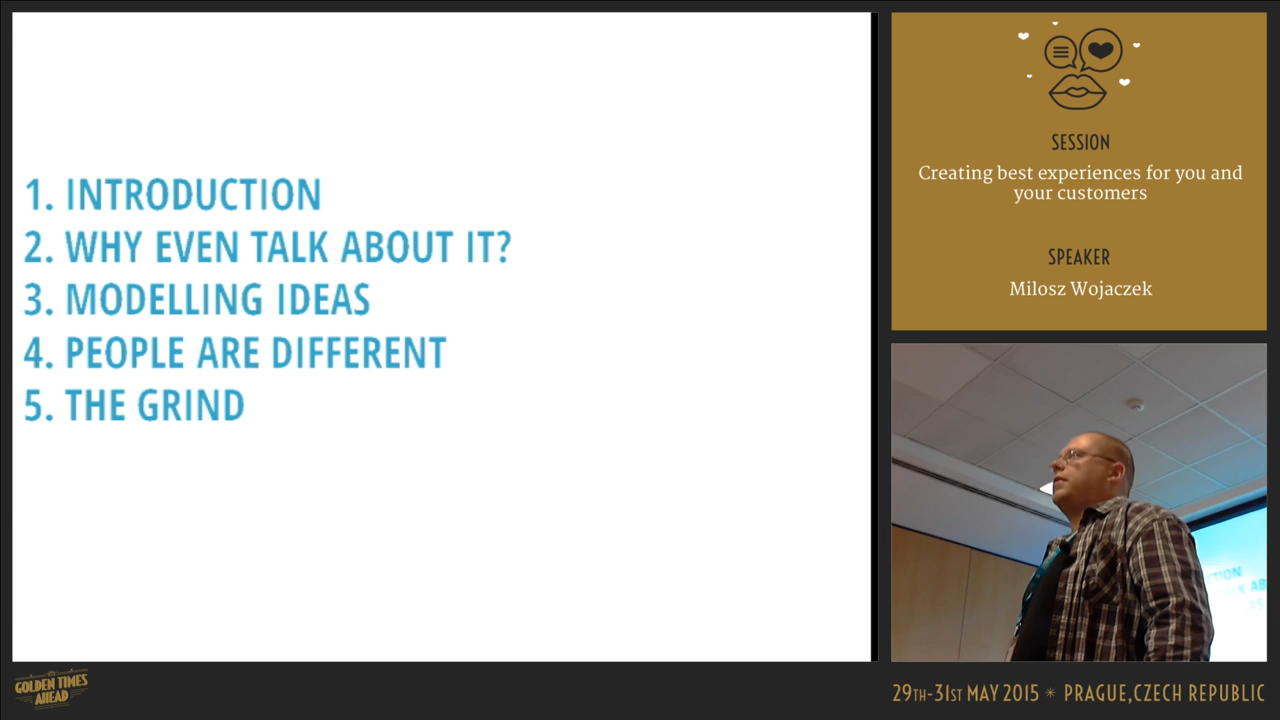 1. INTRODUCTION
2. WHY EVEN TALK ABOUT IT?
3. MODELLING IDEAS
4. PEOPLE ARE DIFFERENT
5. THE GRIND
SESSION
Creating best experiences for you and
your customers
SPEAKER
Milosz Wojaczek
GOLDEN TIMES
AHEAD
29TH-31ST MAY 2015 * PRAGUE, CZECH REPUBLIC